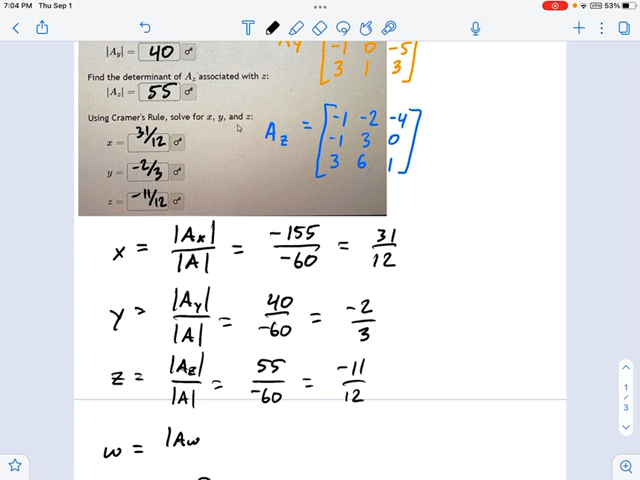 7:04 PM Sun Sep 1
53%
|A_y| = 40
Find the determinant of A_z associated with z:
|A_z| = 55
Using Cramer's Rule, solve for x, y, and z:
x = 31/12
y = -2/3
z = -11/12
Ay
-1 0 -5
3 1 3
A_z = [-1 -2 -4
-1 3 0
3 6 1]
x = |A_x| / |A| = -155 / -60 = 31 / 12
y = |A_y| / |A| = 40 / -60 = -2 / 3
z = |A_z| / |A| = 55 / -60 = -11 / 12
w = |Aw
1
/
3